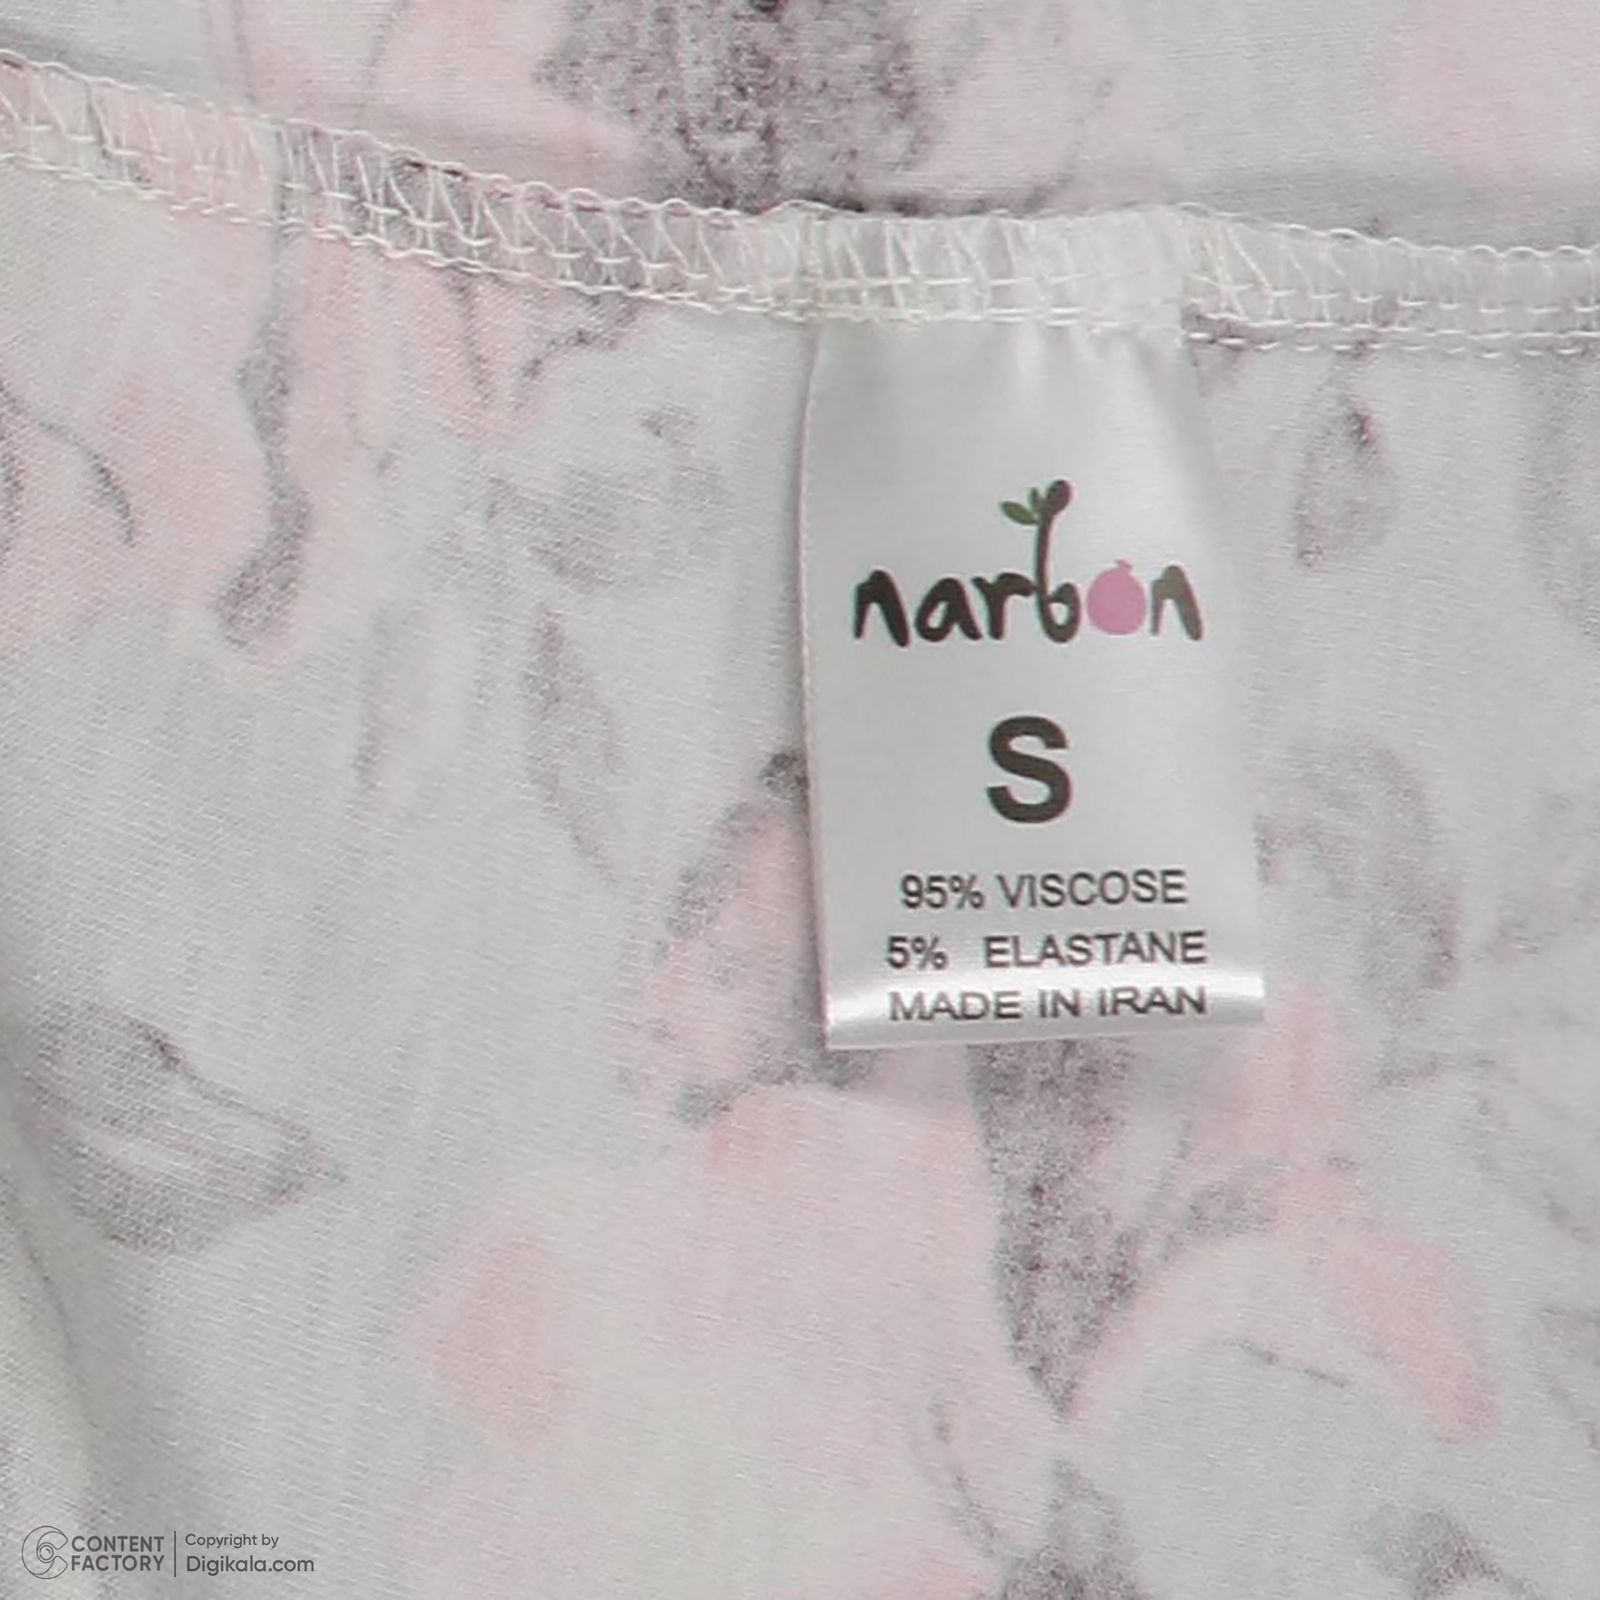 narbon
S
95% VISCOSE
5% ELASTANE
MADE IN IRAN
CONTENT FACTORY
Copyright by
Digikala.com